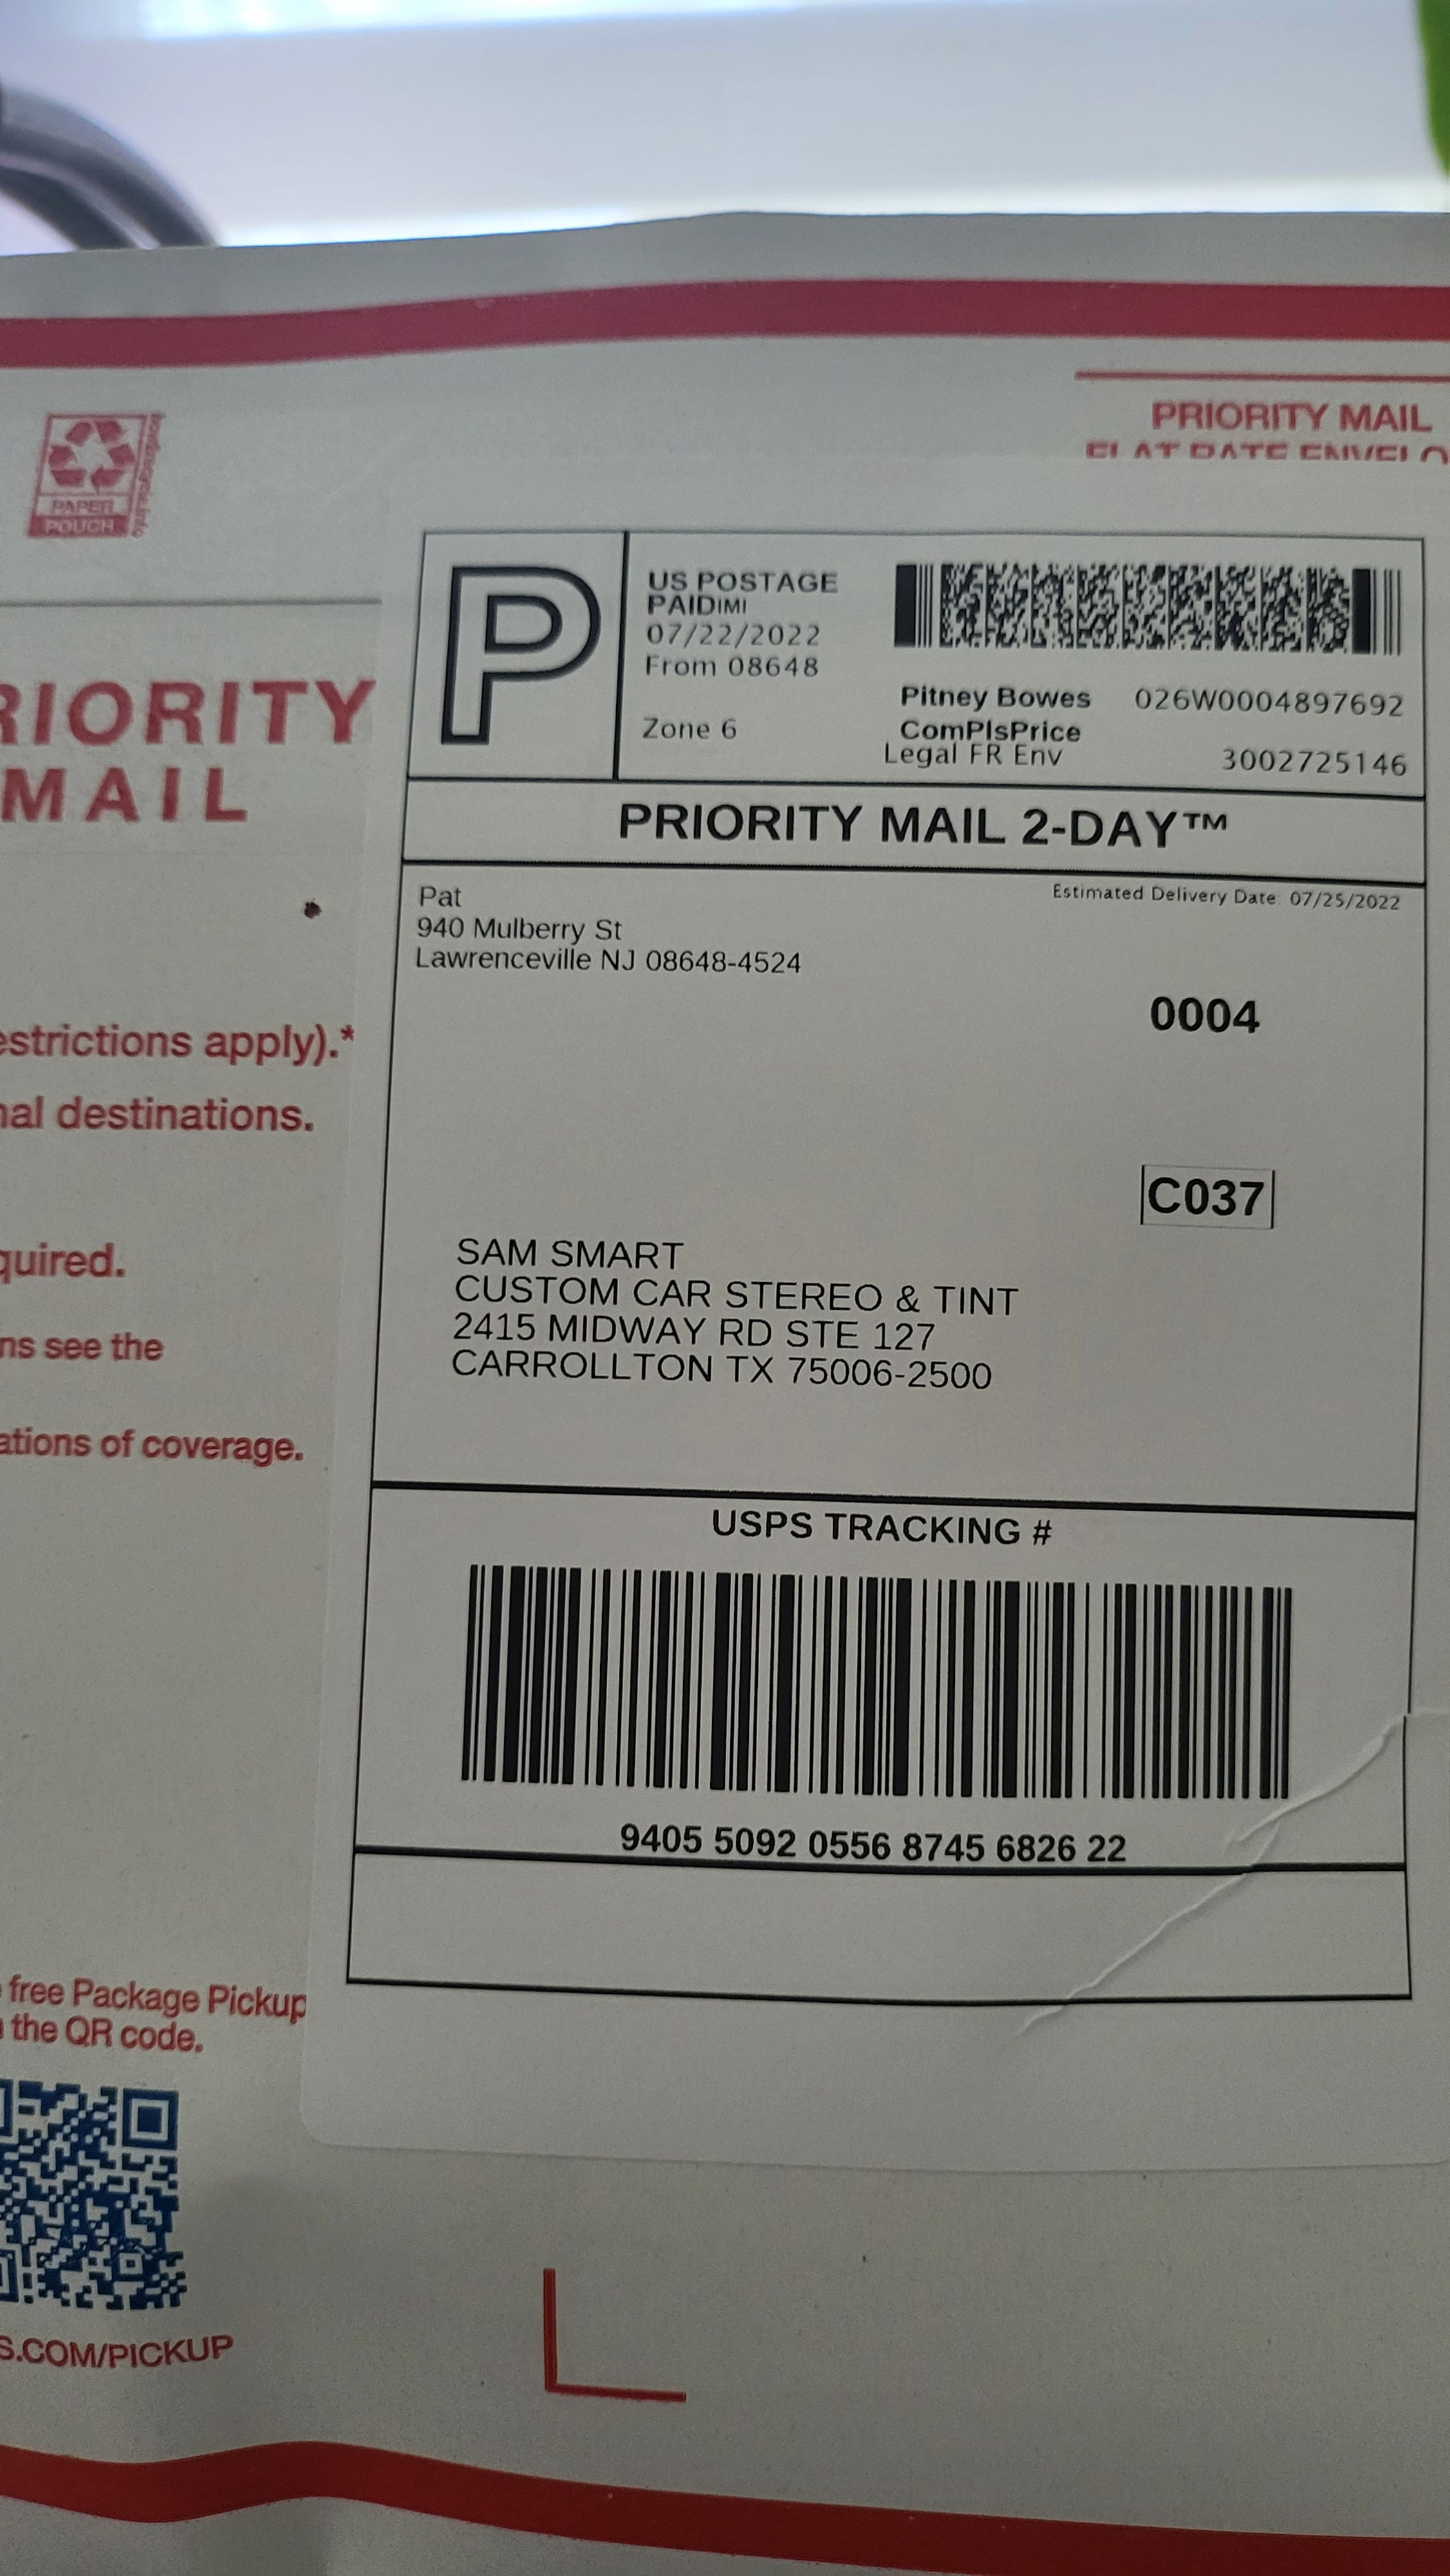 PRIORITY MAIL
PAPER
POUCH
US POSTAGE
PAIDIMI
07/22/2022
From 08648
Zone 6
Pitney Bowes 026W0004897692
ComPlsPrice
Legal FR Env 3002725146
P
RIORITY
MAIL
PRIORITY MAIL 2-DAY™
Estimated Delivery Date: 07/25/2022
Pat
940 Mulberry St
Lawrenceville NJ 08648-4524
0004
estrictions apply).*
nal destinations.
C037
quired.
SAM SMART
CUSTOM CAR STEREO & TINT
2415 MIDWAY RD STE 127
CARROLLTON TX 75006-2500
ns see the
ations of coverage.
USPS TRACKING #
9405 5092 0556 8745 6826 22
free Package Pickup
the QR code.
S.COM/PICKUP